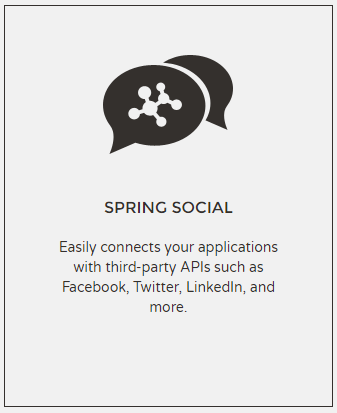 SPRING SOCIAL
Easily connects your applications
with third-party APIs such as
Facebook, Twitter, LinkedIn, and
more.